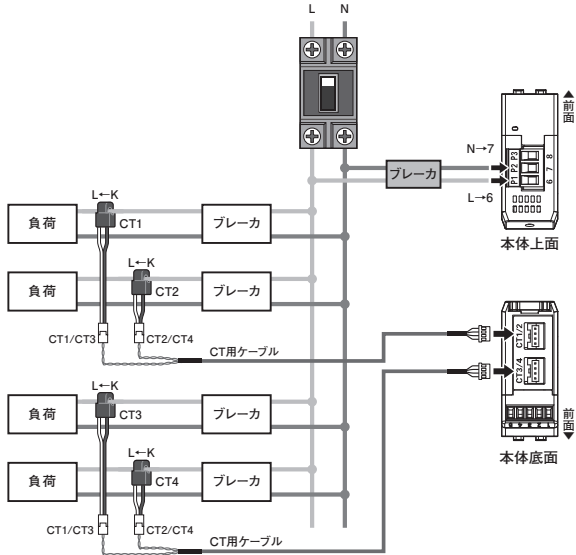 L N
前面
N→7
ブレーカ
P1 P2 P3
6 7 8
L→6
本体上面
L←K
負荷
CT1
ブレーカ
L←K
負荷
CT2
ブレーカ
CT1/CT3
CT2/CT4
CT用ケーブル
CT1/2
CT3/4
前面
本体底面
L←K
負荷
CT3
ブレーカ
L←K
負荷
CT4
ブレーカ
CT1/CT3
CT2/CT4
CT用ケーブル